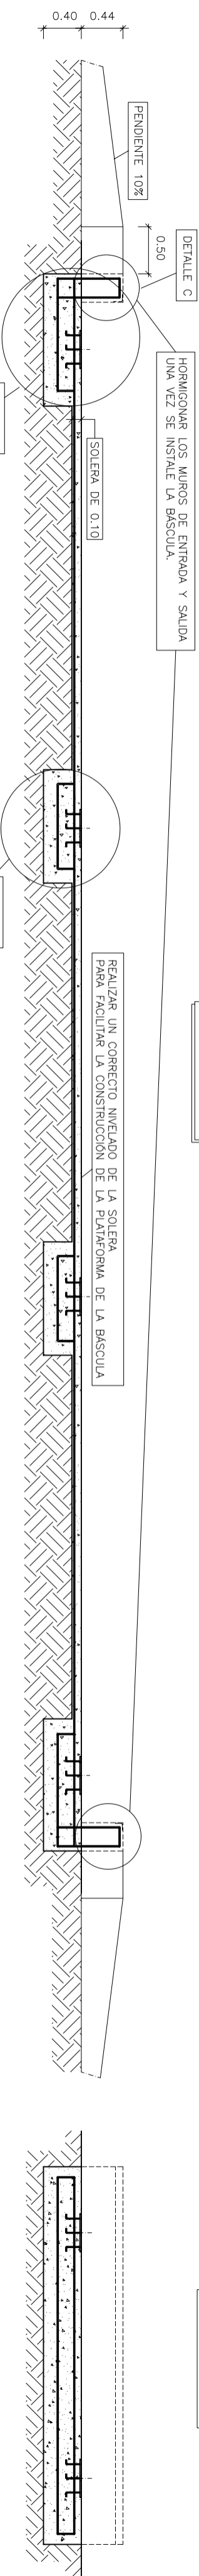 0.40
0.44
PENDIENTE 10%
0.50
DETALLE C
HORMIGONAR LOS MUROS DE ENTRADA Y SALIDA
UNA VEZ SE INSTALE LA BÁSCULA.
SOLERA DE 0.10
REALIZAR UN CORRECTO NIVELADO DE LA SOLERA
PARA FACILITAR LA CONSTRUCCIÓN DE LA PLATAFORMA DE LA BÁSCULA